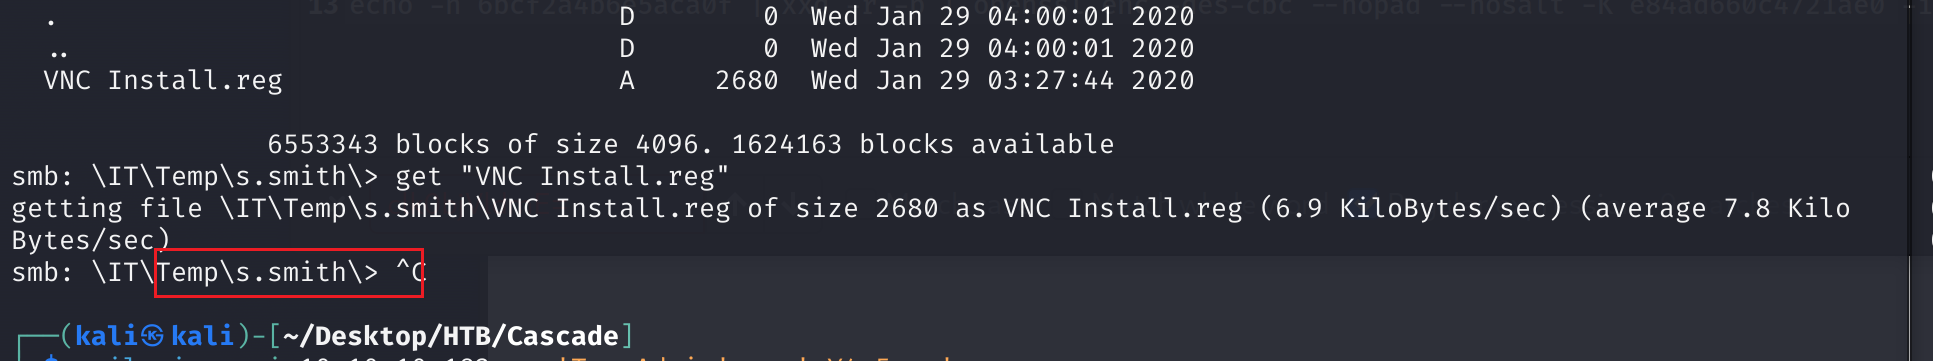 .                                   D        0  Wed Jan 29 04:00:01 2020
..                                  D        0  Wed Jan 29 04:00:01 2020
VNC Install.reg                     A     2680  Wed Jan 29 03:27:44 2020
6553343 blocks of size 4096. 1624163 blocks available
smb: \IT\Temp\s.smith\> get "VNC Install.reg"
getting file \IT\Temp\s.smith\VNC Install.reg of size 2680 as VNC Install.reg (6.9 KiloBytes/sec) (average 7.8 Kilo
Bytes/sec)
smb: \IT\Temp\s.smith\> ^C
┌──(kali㉿kali)-[~/Desktop/HTB/Cascade]